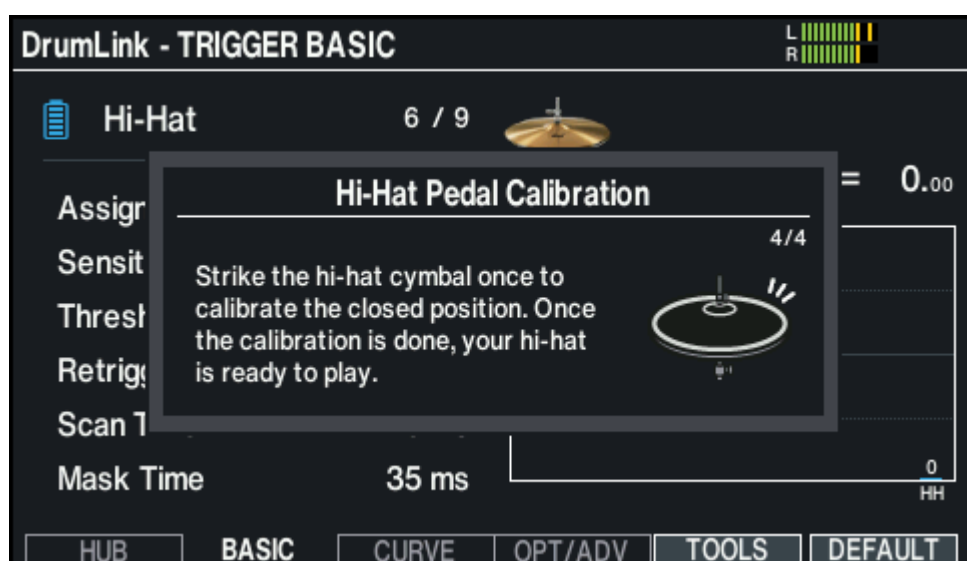 DrumLink - TRIGGER BASIC
L
R
Hi-Hat 6 / 9
= 0.00
Hi-Hat Pedal Calibration
4/4
Strike the hi-hat cymbal once to
calibrate the closed position. Once
the calibration is done, your hi-hat
is ready to play.
Assign
Sensit
Thresh
Retrigg
Scan T
Mask Time 35 ms
0
HH
HUB BASIC CURVE OPT/ADV TOOLS DEFAULT